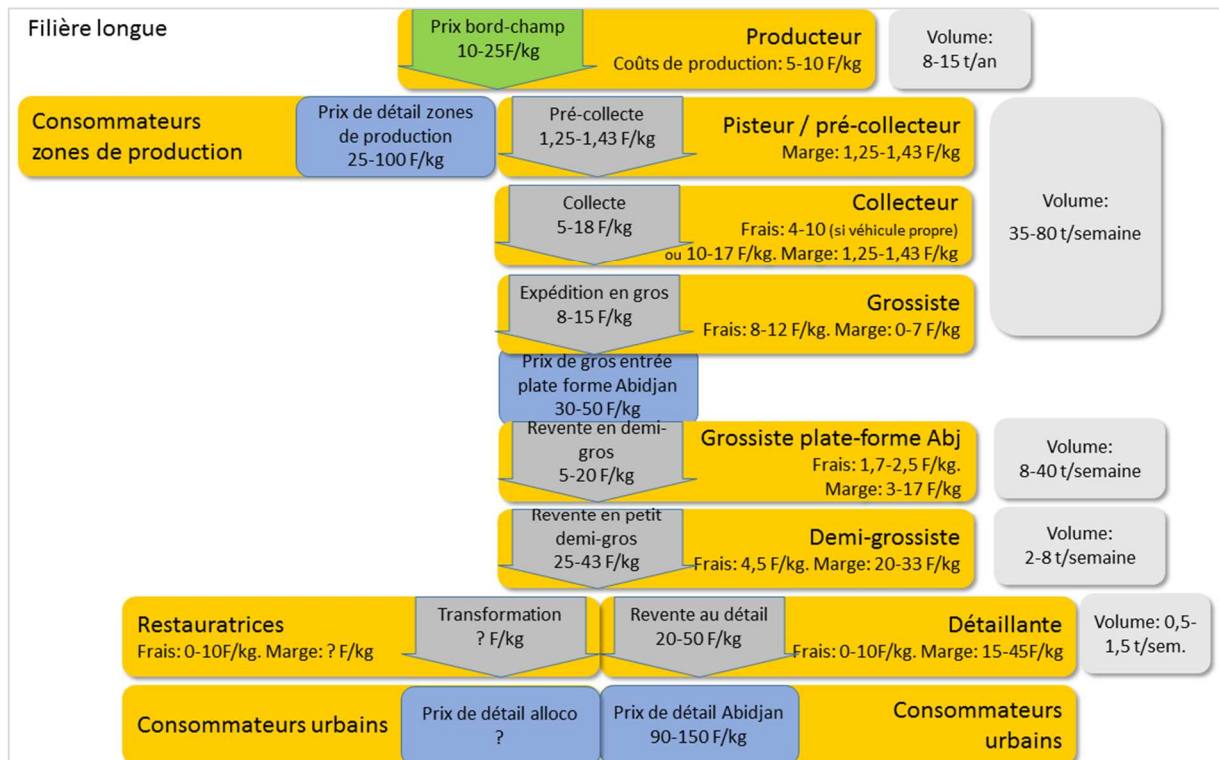 Filière longue
Prix bord-champ
10-25F/kg
Producteur
Coûts de production: 5-10 F/kg
Volume:
8-15 t/an
Consommateurs
zones de production
Prix de détail zones
de production
25-100 F/kg
Pré-collecte
1,25-1,43 F/kg
Pisteur / pré-collecteur
Marge: 1,25-1,43 F/kg
Volume:
35-80 t/semaine
Collecte
5-18 F/kg
Collecteur
Frais: 4-10 (si véhicule propre)
ou 10-17 F/kg. Marge: 1,25-1,43 F/kg
Expédition en gros
8-15 F/kg
Grossiste
Frais: 8-12 F/kg. Marge: 0-7 F/kg
Prix de gros entrée
plate forme Abidjan
30-50 F/kg
Revente en demi-
gros
5-20 F/kg
Grossiste plate-forme Abj
Frais: 1,7-2,5 F/kg.
Marge: 3-17 F/kg
Volume:
8-40 t/semaine
Revente en petit
demi-gros
25-43 F/kg
Demi-grossiste
Frais: 4,5 F/kg. Marge: 20-33 F/kg
Volume:
2-8 t/semaine
Restauratrices
Frais: 0-10F/kg. Marge: ? F/kg
Transformation
? F/kg
Revente au détail
20-50 F/kg
Détaillante
Frais: 0-10F/kg. Marge: 15-45F/kg
Volume: 0,5-
1,5 t/sem.
Consommateurs urbains
Prix de détail alloco
?
Prix de détail Abidjan
90-150 F/kg
Consommateurs
urbains